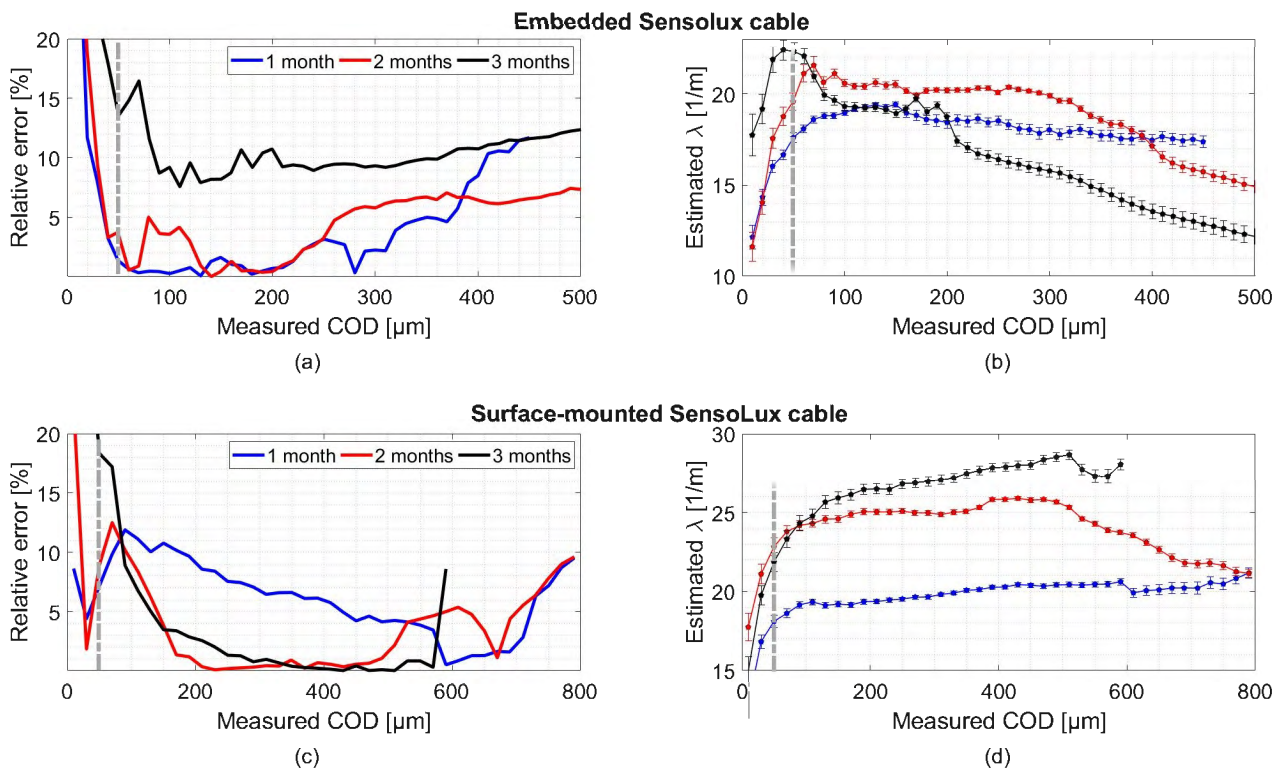 Embedded Sensolux cable
20
15
10
5
Relative error [%]
1 month 2 months 3 months
0 100 200 300 400 500
Measured COD [µm]
(a)
20
15
10
Estimated λ [1/m]
0 100 200 300 400 500
Measured COD [µm]
(b)
Surface-mounted SensoLux cable
20
15
10
5
Relative error [%]
1 month 2 months 3 months
0 200 400 600 800
Measured COD [µm]
(c)
30
25
20
15
Estimated λ [1/m]
0 200 400 600 800
Measured COD [µm]
(d)